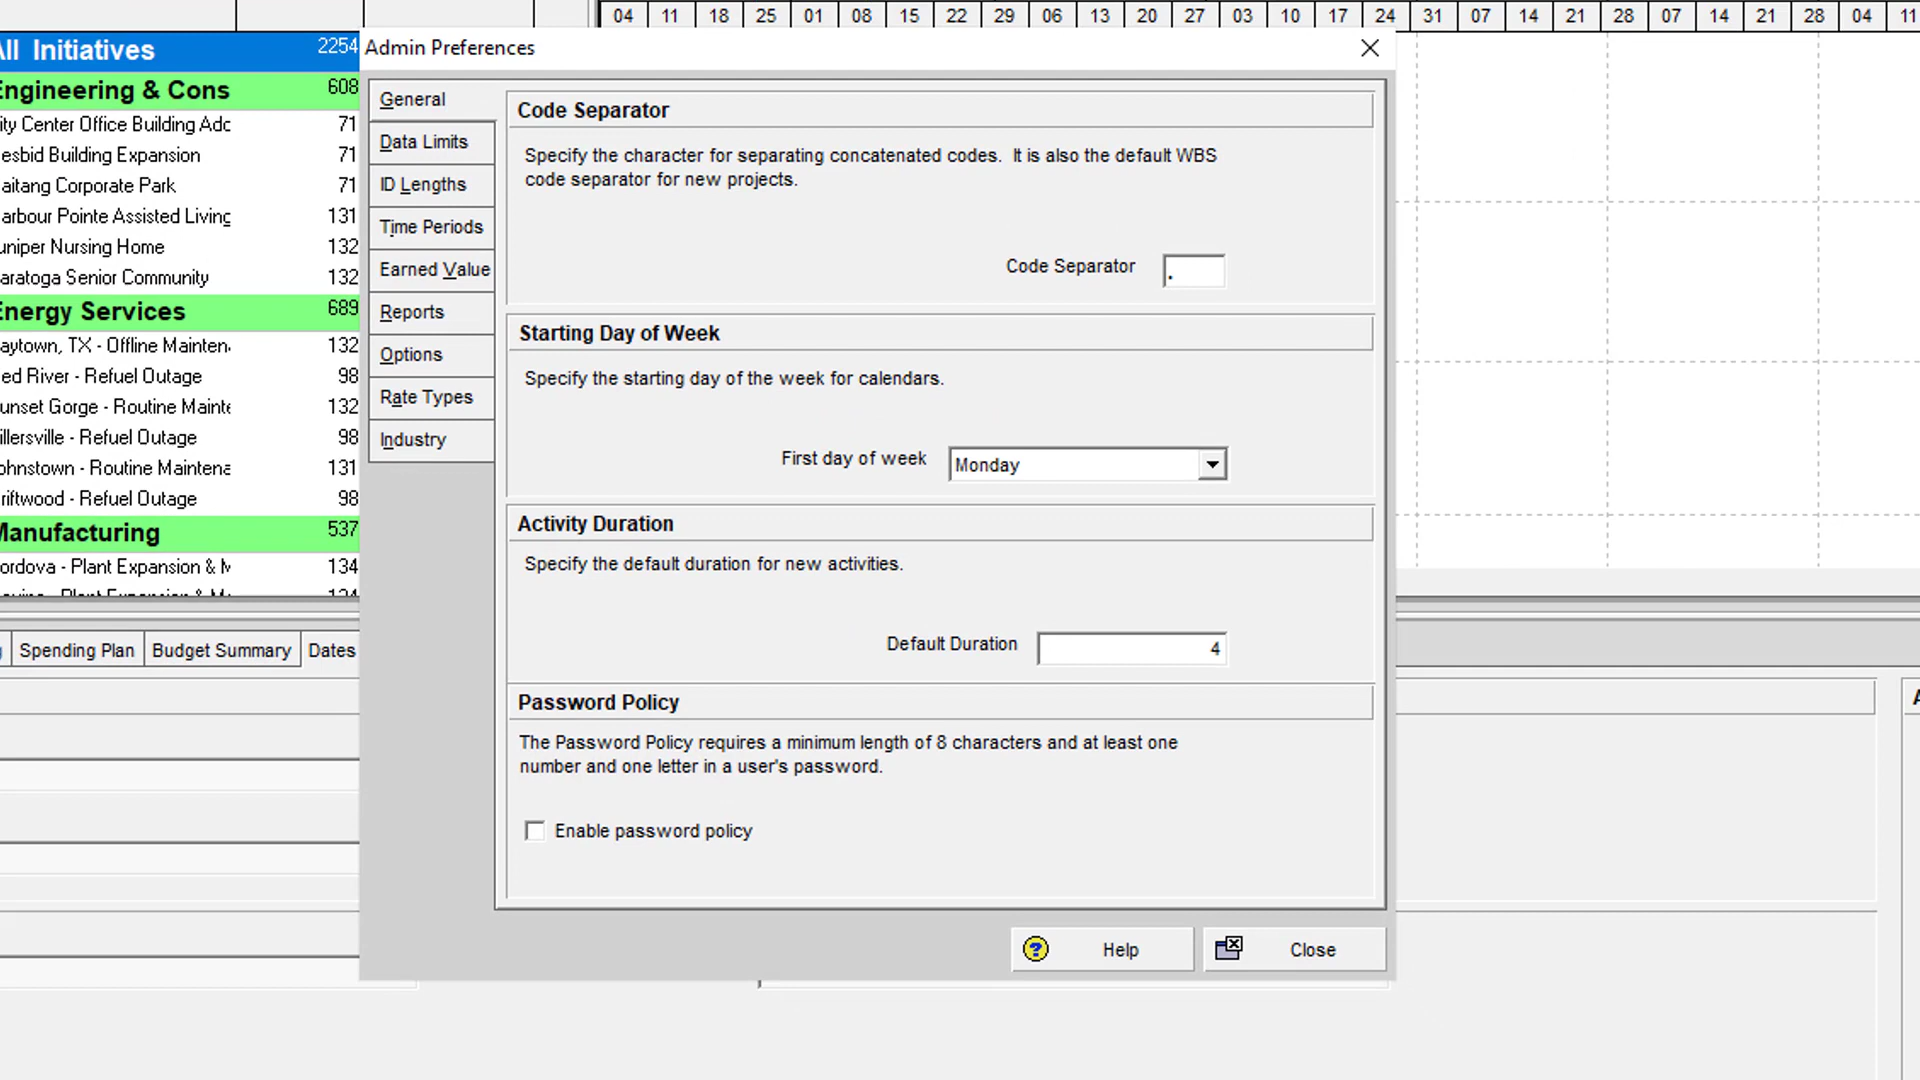 04 11 18 25 01 08 15 22 29 06 13 20 27 03 10 17 24 31 07 14 21 28 07 14 21 28 04 11
All Initiatives 2254
Engineering & Cons 608
ity Center Office Building Adc 71
esbid Building Expansion 71
aitang Corporate Park 71
arbour Pointe Assisted Living 131
uniper Nursing Home 132
aratoga Senior Community 132
Energy Services 689
aytown, TX - Offline Mainten 132
ed River - Refuel Outage 98
unset Gorge - Routine Mainte 132
illersville - Refuel Outage 98
ohnstown - Routine Maintena 131
riftwood - Refuel Outage 98
Manufacturing 537
ordova - Plant Expansion & M 134
Spending Plan Budget Summary Dates
Admin Preferences
General
Data Limits
ID Lengths
Time Periods
Earned Value
Reports
Options
Rate Types
Industry
Code Separator
Specify the character for separating concatenated codes. It is also the default WBS
code separator for new projects.
Code Separator .
Starting Day of Week
Specify the starting day of the week for calendars.
First day of week Monday
Activity Duration
Specify the default duration for new activities.
Default Duration 4
Password Policy
The Password Policy requires a minimum length of 8 characters and at least one
number and one letter in a user's password.
Enable password policy
Help Close